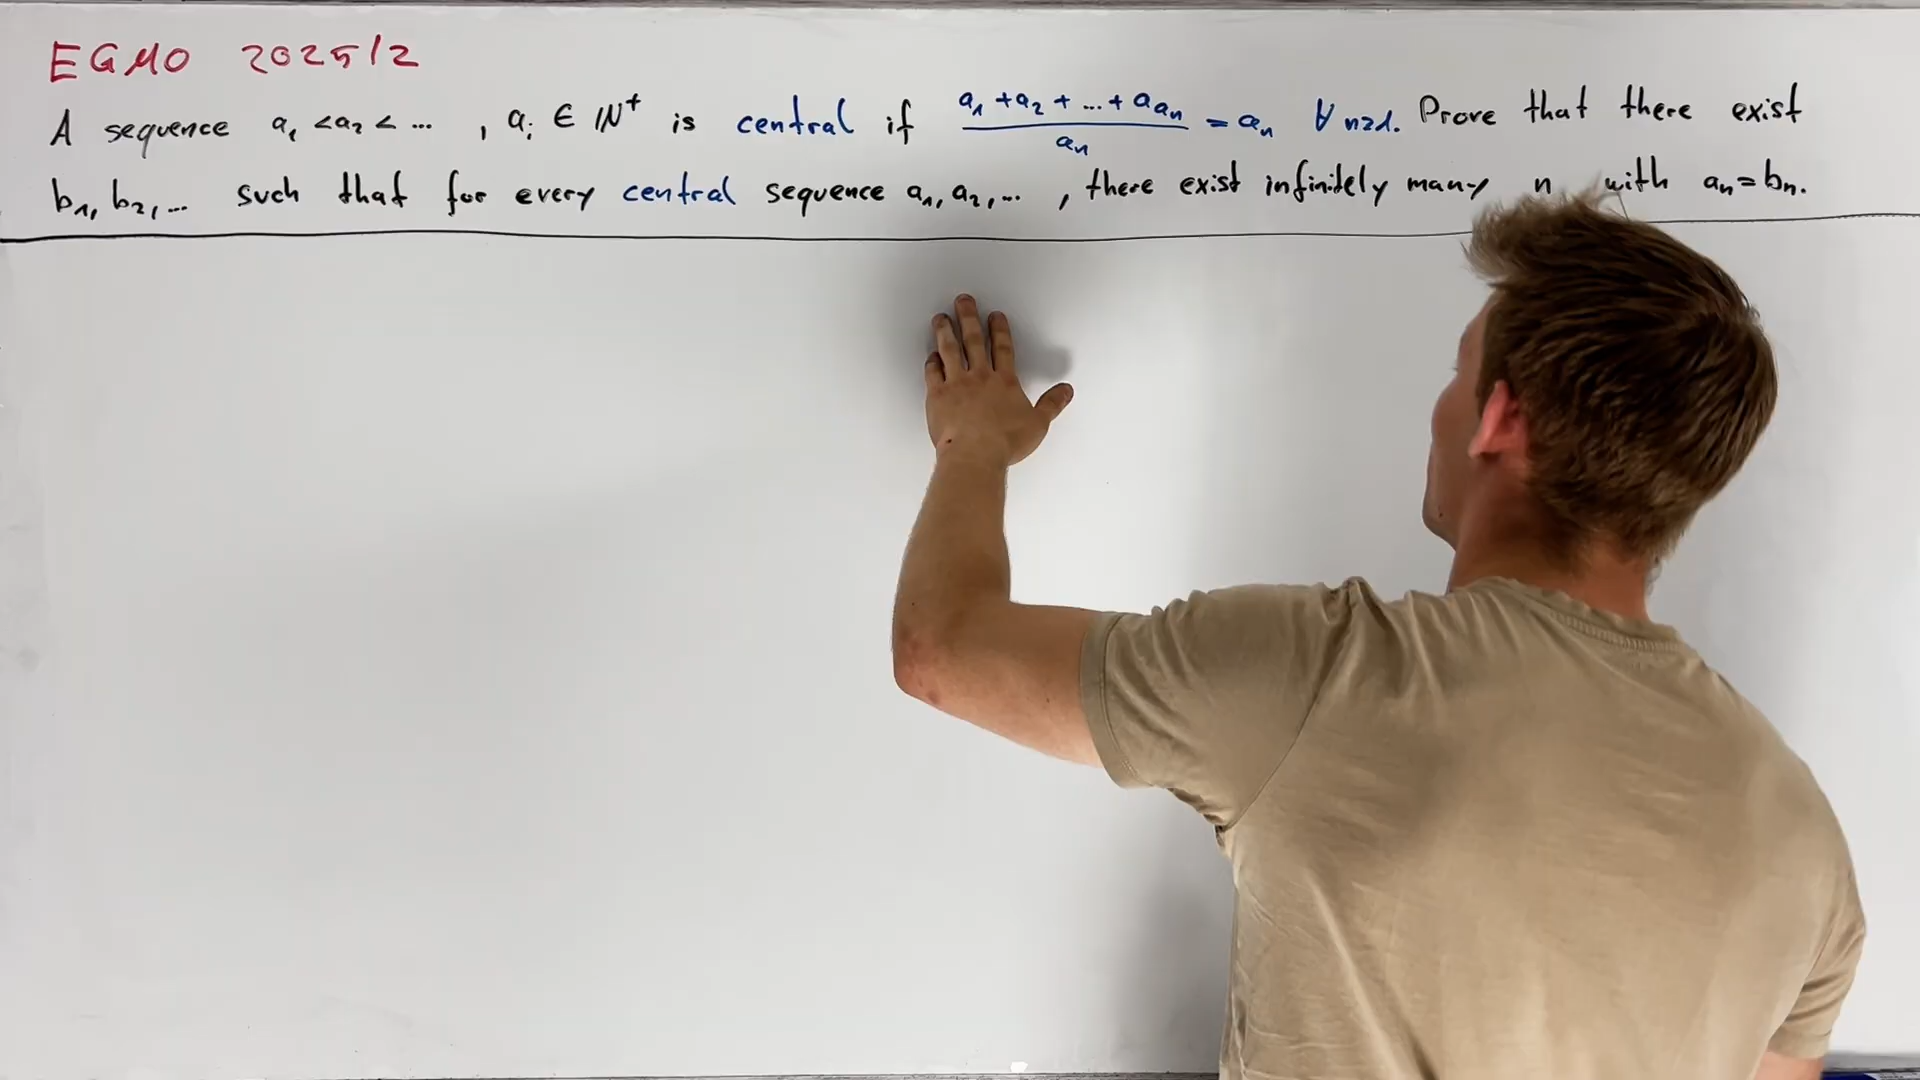 EGMO 2025/2
A sequence a₁ < a₂ < ... , aᵢ ∈ ℕ⁺ is central if (a₁ + a₂ + ... + a_{aₙ}) / aₙ = aₙ ∀ n≥1. Prove that there exist
b₁, b₂, ... such that for every central sequence a₁, a₂, ... , there exist infinitely many n with aₙ = bₙ.